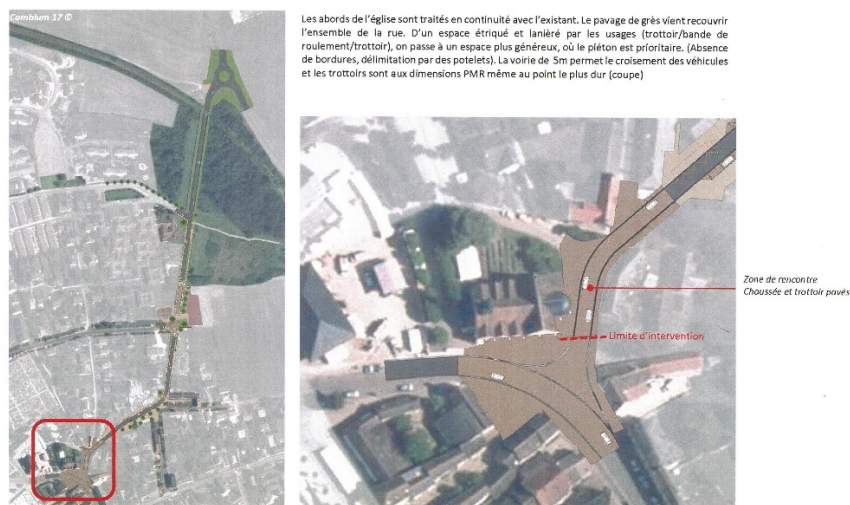 Cambium 17 ©
Les abords de l'église sont traités en continuité avec l'existant. Le pavage de grès vient recouvrir
l'ensemble de la rue. D'un espace étriqué et laniéré par les usages (trottoir/bande de
roulement/trottoir), on passe à un espace plus généreux, où le piéton est prioritaire. (Absence
de bordures, délimitation par des potelets). La voirie de 5m permet le croisement des véhicules
et les trottoirs sont aux dimensions PMR même au point le plus dur (coupe)
Zone de rencontre
Chaussée et trottoir pavés
Limite d'intervention